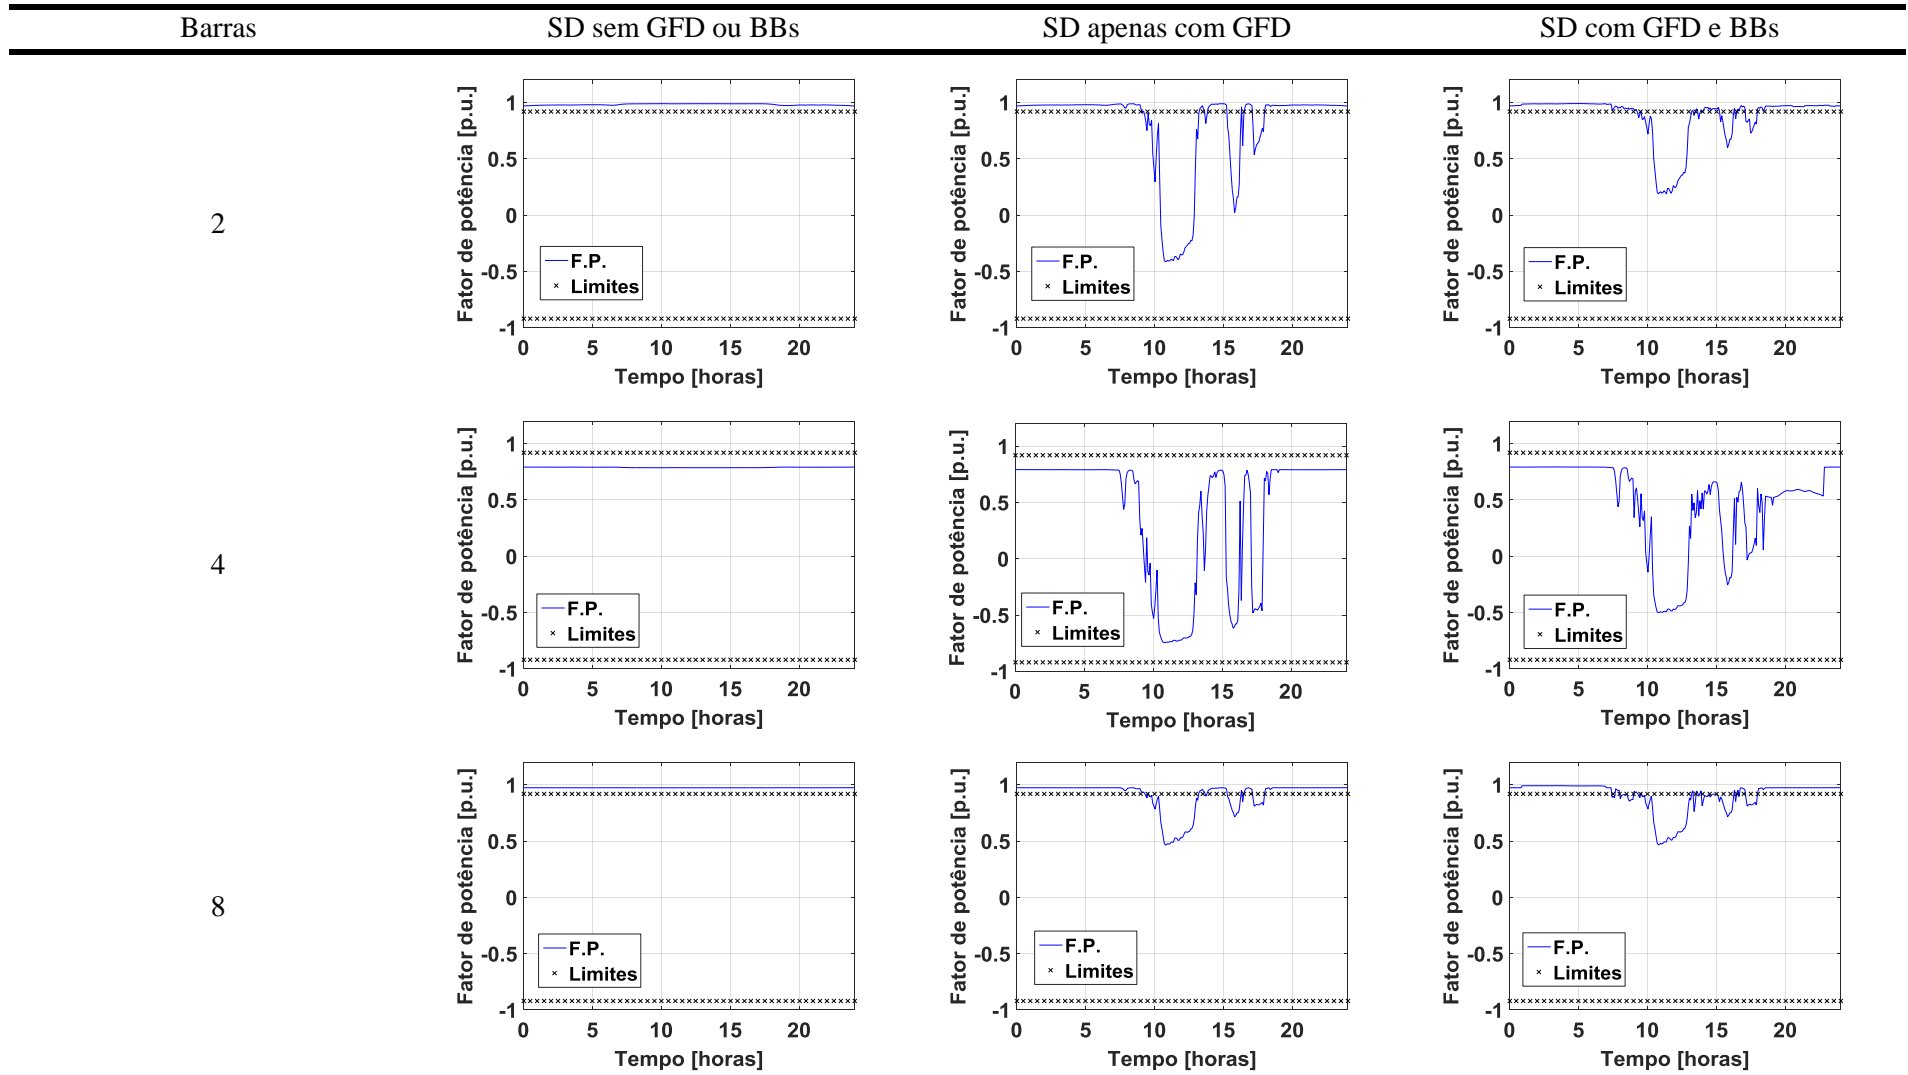 Barras SD sem GFD ou BBs SD apenas com GFD SD com GFD e BBs
2
Fator de potência [p.u.]
1
0.5
0
-0.5
-1
F.P.
Limites
0 5 10 15 20
Tempo [horas]
Fator de potência [p.u.]
1
0.5
0
-0.5
-1
F.P.
Limites
0 5 10 15 20
Tempo [horas]
Fator de potência [p.u.]
1
0.5
0
-0.5
-1
F.P.
Limites
0 5 10 15 20
Tempo [horas]
4
Fator de potência [p.u.]
1
0.5
0
-0.5
-1
F.P.
Limites
0 5 10 15 20
Tempo [horas]
Fator de potência [p.u.]
1
0.5
0
-0.5
-1
F.P.
Limites
0 5 10 15 20
Tempo [horas]
Fator de potência [p.u.]
1
0.5
0
-0.5
-1
F.P.
Limites
0 5 10 15 20
Tempo [horas]
8
Fator de potência [p.u.]
1
0.5
0
-0.5
-1
F.P.
Limites
0 5 10 15 20
Tempo [horas]
Fator de potência [p.u.]
1
0.5
0
-0.5
-1
F.P.
Limites
0 5 10 15 20
Tempo [horas]
Fator de potência [p.u.]
1
0.5
0
-0.5
-1
F.P.
Limites
0 5 10 15 20
Tempo [horas]